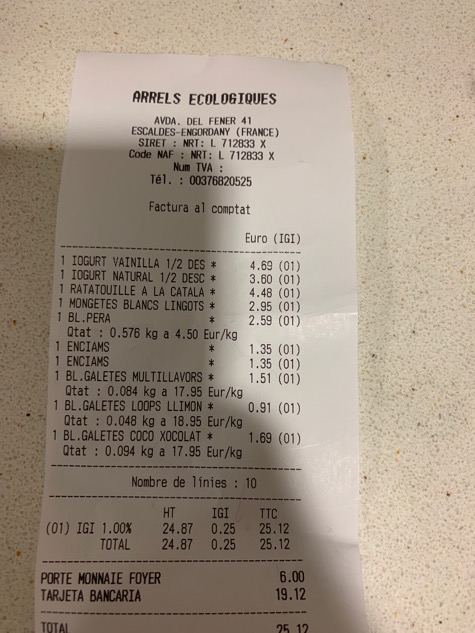 ARRELS ECOLOGIQUES
AVDA. DEL FENER 41
ESCALDES-ENGORDANY (FRANCE)
SIRET : NRT: L 712833 X
Code NAF : NRT: L 712833 X
Num TVA :
Tél. : 00376820525
Factura al comptat
Euro (IGI)
1 IOGURT VAINILLA 1/2 DES * 4.69 (01)
1 IOGURT NATURAL 1/2 DESC * 3.60 (01)
1 RATATOUILLE A LA CATALA * 4.48 (01)
1 MONGETES BLANCS LINGOTS * 2.95 (01)
1 BL.PERA * 2.59 (01)
Qtat : 0.576 kg a 4.50 Eur/kg
1 ENCIAMS * 1.35 (01)
1 ENCIAMS * 1.35 (01)
1 BL.GALETES MULTILLAVORS * 1.51 (01)
Qtat : 0.084 kg a 17.95 Eur/kg
1 BL.GALETES LOOPS LLIMON * 0.91 (01)
Qtat : 0.048 kg a 18.95 Eur/kg
1 BL.GALETES COCO XOCOLAT * 1.69 (01)
Qtat : 0.094 kg a 17.95 Eur/kg
Nombre de línies : 10
HT IGI TTC
(01) IGI 1.00% 24.87 0.25 25.12
TOTAL 24.87 0.25 25.12
PORTE MONNAIE FOYER 6.00
TARJETA BANCARIA 19.12
TOTAL 25.12